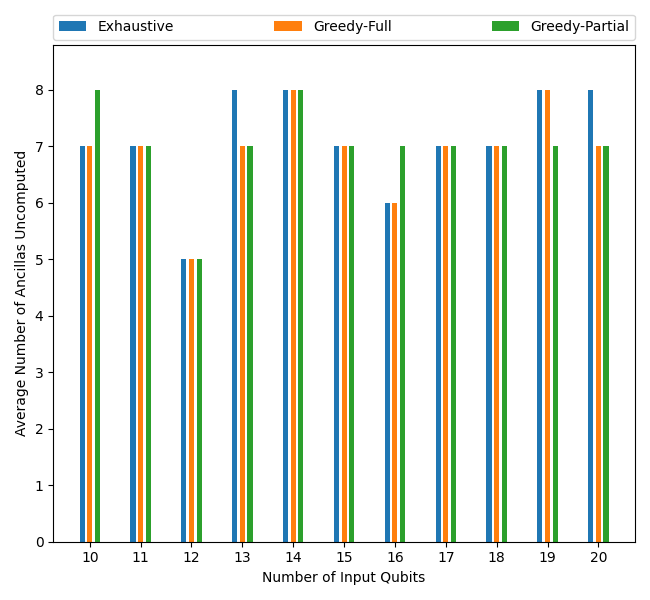 Exhaustive Greedy-Full Greedy-Partial
Average Number of Ancillas Uncomputed
8
7
6
5
4
3
2
1
0
10 11 12 13 14 15 16 17 18 19 20
Number of Input Qubits